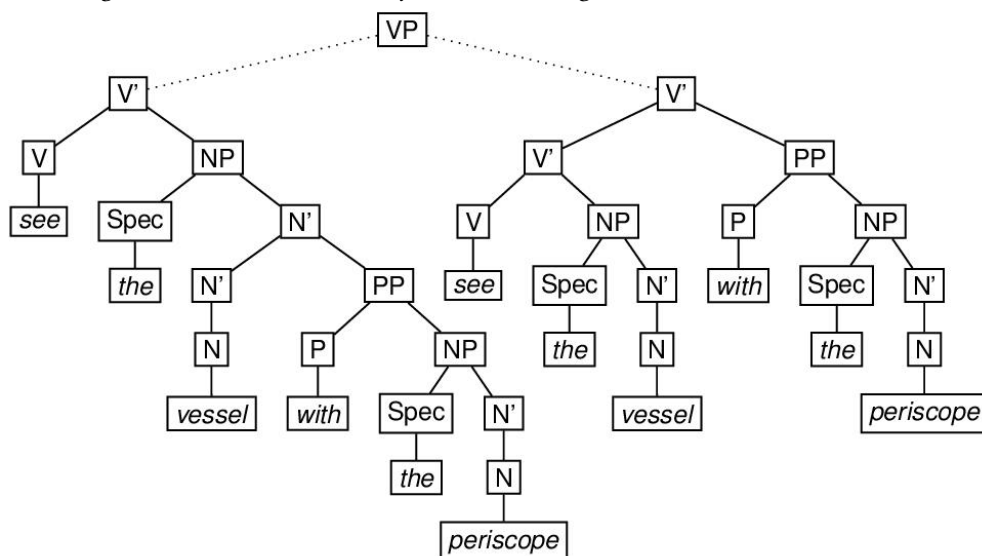 VP
V' V'
V NP V' PP
see Spec N' V NP P NP
the N' PP see Spec N' with Spec N'
N P NP the N the N
vessel with Spec N' vessel periscope
the N
periscope